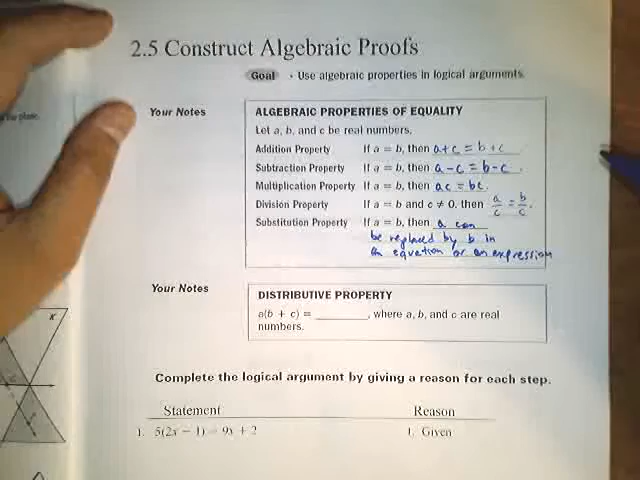 2.5 Construct Algebraic Proofs
Goal • Use algebraic properties in logical arguments.
Your Notes
ALGEBRAIC PROPERTIES OF EQUALITY
Let a, b, and c be real numbers.
Addition Property If a = b, then a+c = b+c
Subtraction Property If a = b, then a-c = b-c.
Multiplication Property If a = b, then ac = bc.
Division Property If a = b and c ≠ 0, then a/c = b/c.
Substitution Property If a = b, then a can
be replaced by b in
an equation or an expression
Your Notes
DISTRIBUTIVE PROPERTY
a(b + c) = ________, where a, b, and c are real
numbers.
Complete the logical argument by giving a reason for each step.
Statement Reason
1. 5(2x − 1) = 9x + 2 1. Given
plane.
x